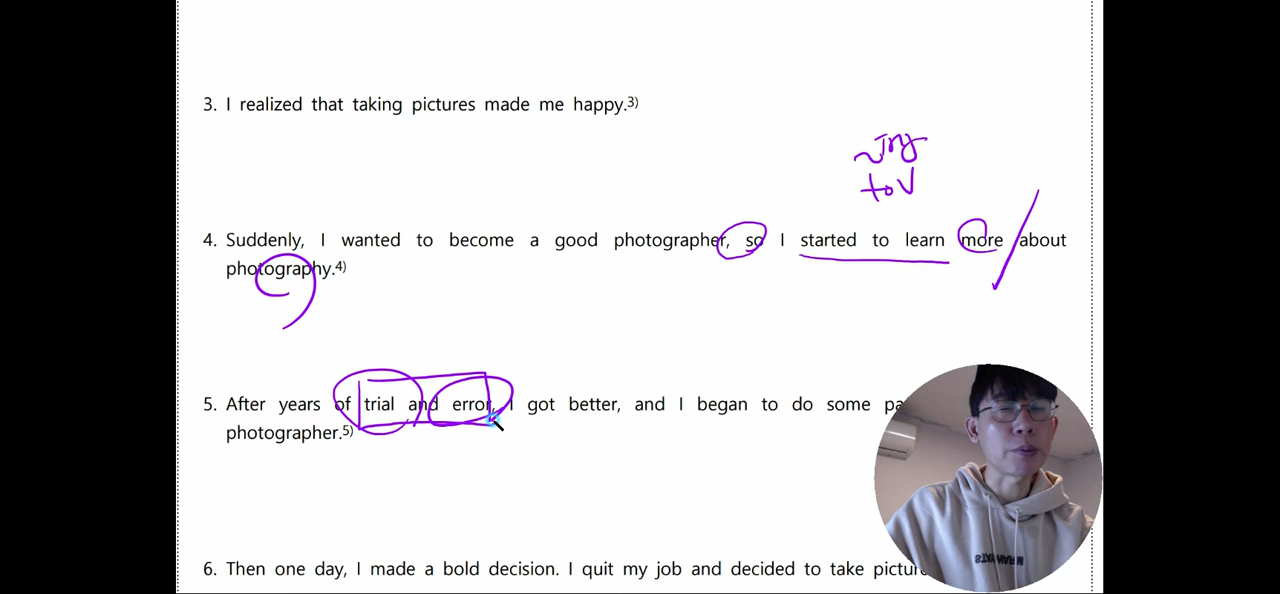 3. I realized that taking pictures made me happy.3)
~ing
to V
4. Suddenly, I wanted to become a good photographer, so I started to learn more about
photography.4)
5. After years of trial and error, I got better, and I began to do some
photographer.5)
6. Then one day, I made a bold decision. I quit my job and decided to take